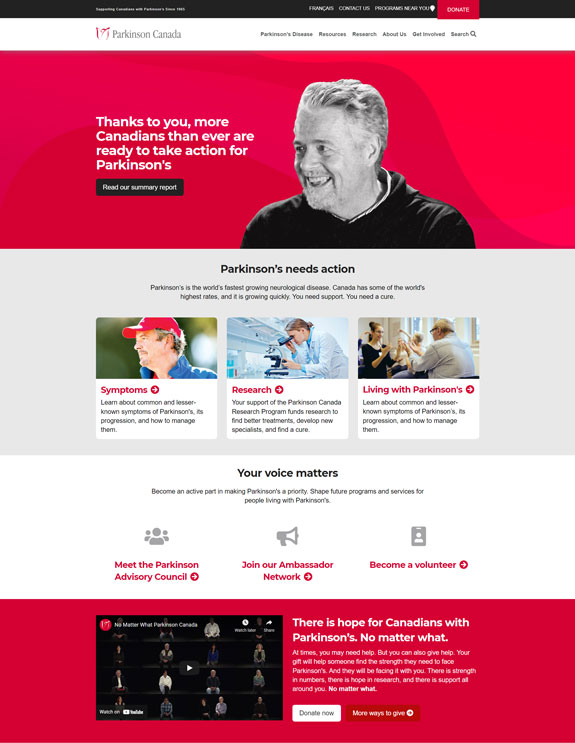 Supporting Canadians with Parkinson's Since 1965
FRANÇAIS CONTACT US PROGRAMS NEAR YOU DONATE
Parkinson Canada
Parkinson's Disease Resources Research About Us Get Involved Search
Thanks to you, more
Canadians than ever are
ready to take action for
Parkinson's
Read our summary report
Parkinson's needs action
Parkinson's is the world's fastest growing neurological disease. Canada has some of the world's
highest rates, and it is growing quickly. You need support. You need a cure.
Symptoms
Learn about common and lesser-
known symptoms of Parkinson's, its
progression, and how to manage
them.
Research
Your support of the Parkinson Canada
Research Program funds research to
find better treatments, develop new
specialists, and find a cure.
Living with Parkinson's
Learn about common and lesser-
known symptoms of Parkinson's, its
progression, and how to manage
them.
Your voice matters
Become an active part in making Parkinson's a priority. Shape future programs and services for
people living with Parkinson's.
Meet the Parkinson
Advisory Council
Join our Ambassador
Network
Become a volunteer
No Matter What Parkinson Canada
Watch later
Share
Watch on YouTube
There is hope for Canadians with
Parkinson's. No matter what.
At times, you may need help. But you can also give help. Your
gift will help someone find the strength they need to face
Parkinson's. And they will be facing it with you. There is strength
in numbers, there is hope in research, and there is support all
around you. No matter what.
Donate now
More ways to give